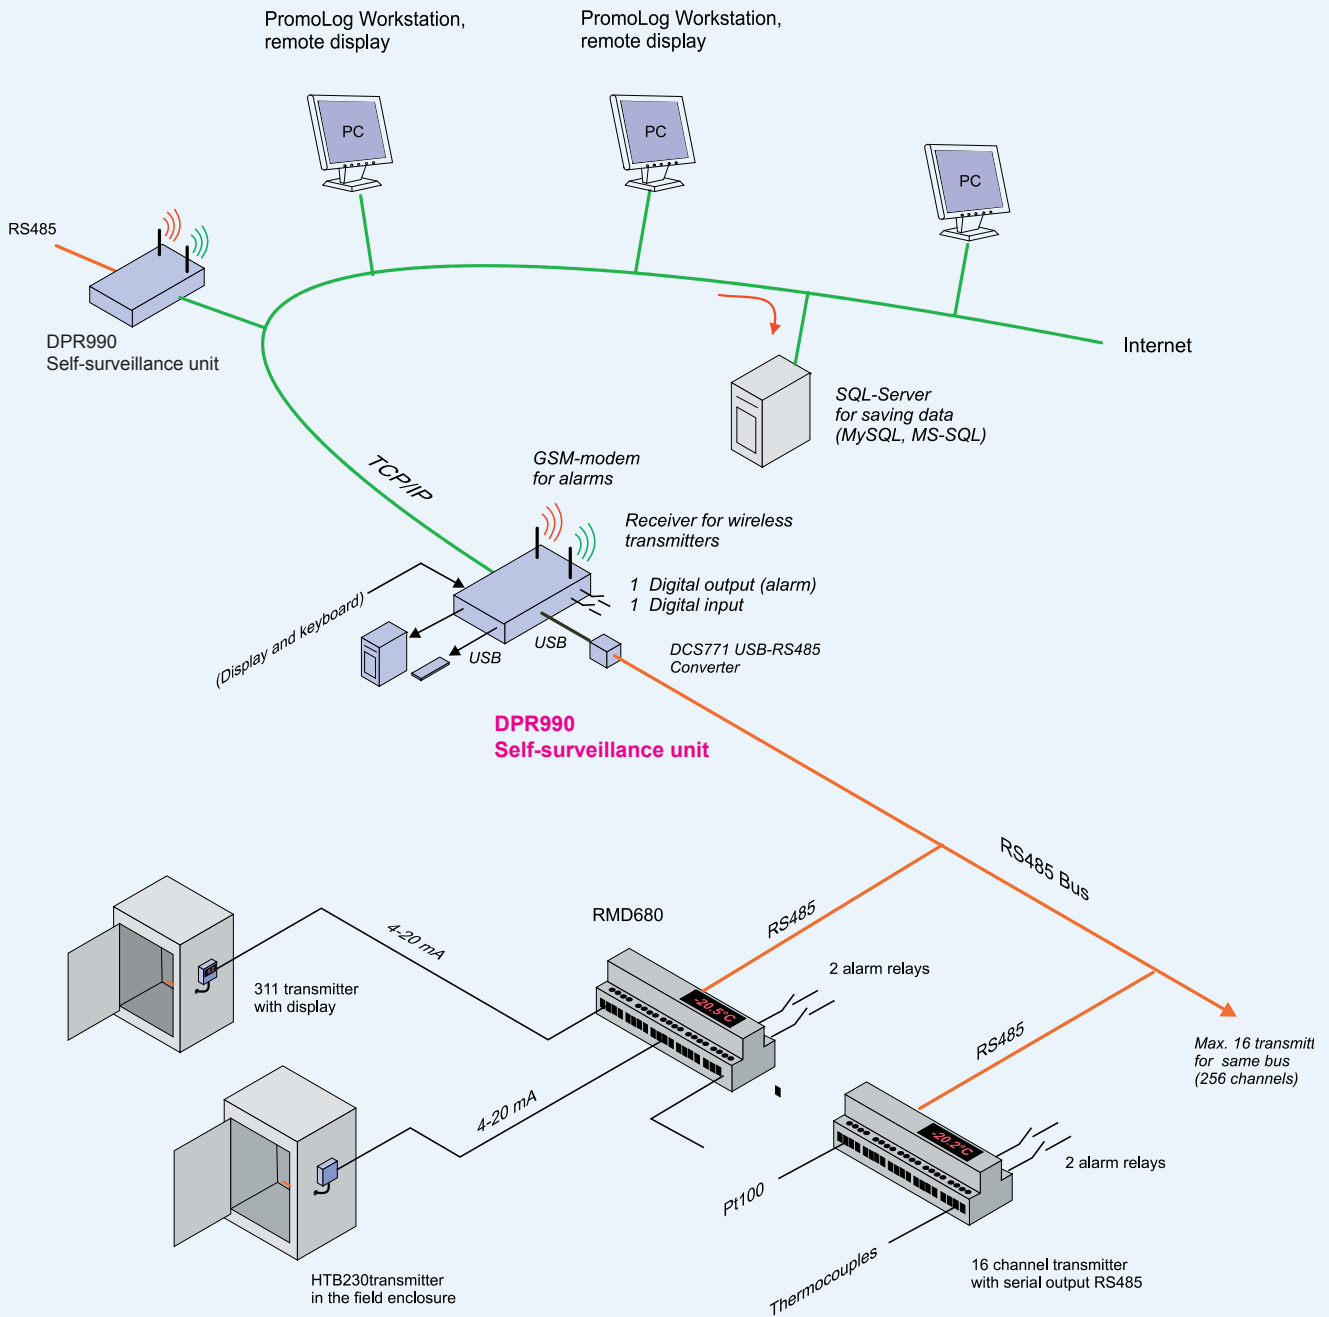 PromoLog Workstation,
remote display
PromoLog Workstation,
remote display
PC
PC
PC
RS485
DPR990
Self-surveillance unit
Internet
SQL-Server
for saving data
(MySQL, MS-SQL)
TCP/IP
GSM-modem
for alarms
Receiver for wireless
transmitters
1 Digital output (alarm)
1 Digital input
(Display and keyboard)
USB
USB
DCS771 USB-RS485
Converter
DPR990
Self-surveillance unit
RS485 Bus
RMD680
RS485
4-20 mA
2 alarm relays
311 transmitter
with display
-20.5°C
RS485
Max. 16 transmitt
for same bus
(256 channels)
4-20 mA
-20.2°C
2 alarm relays
Pt100
Thermocouples
16 channel transmitter
with serial output RS485
HTB230transmitter
in the field enclosure